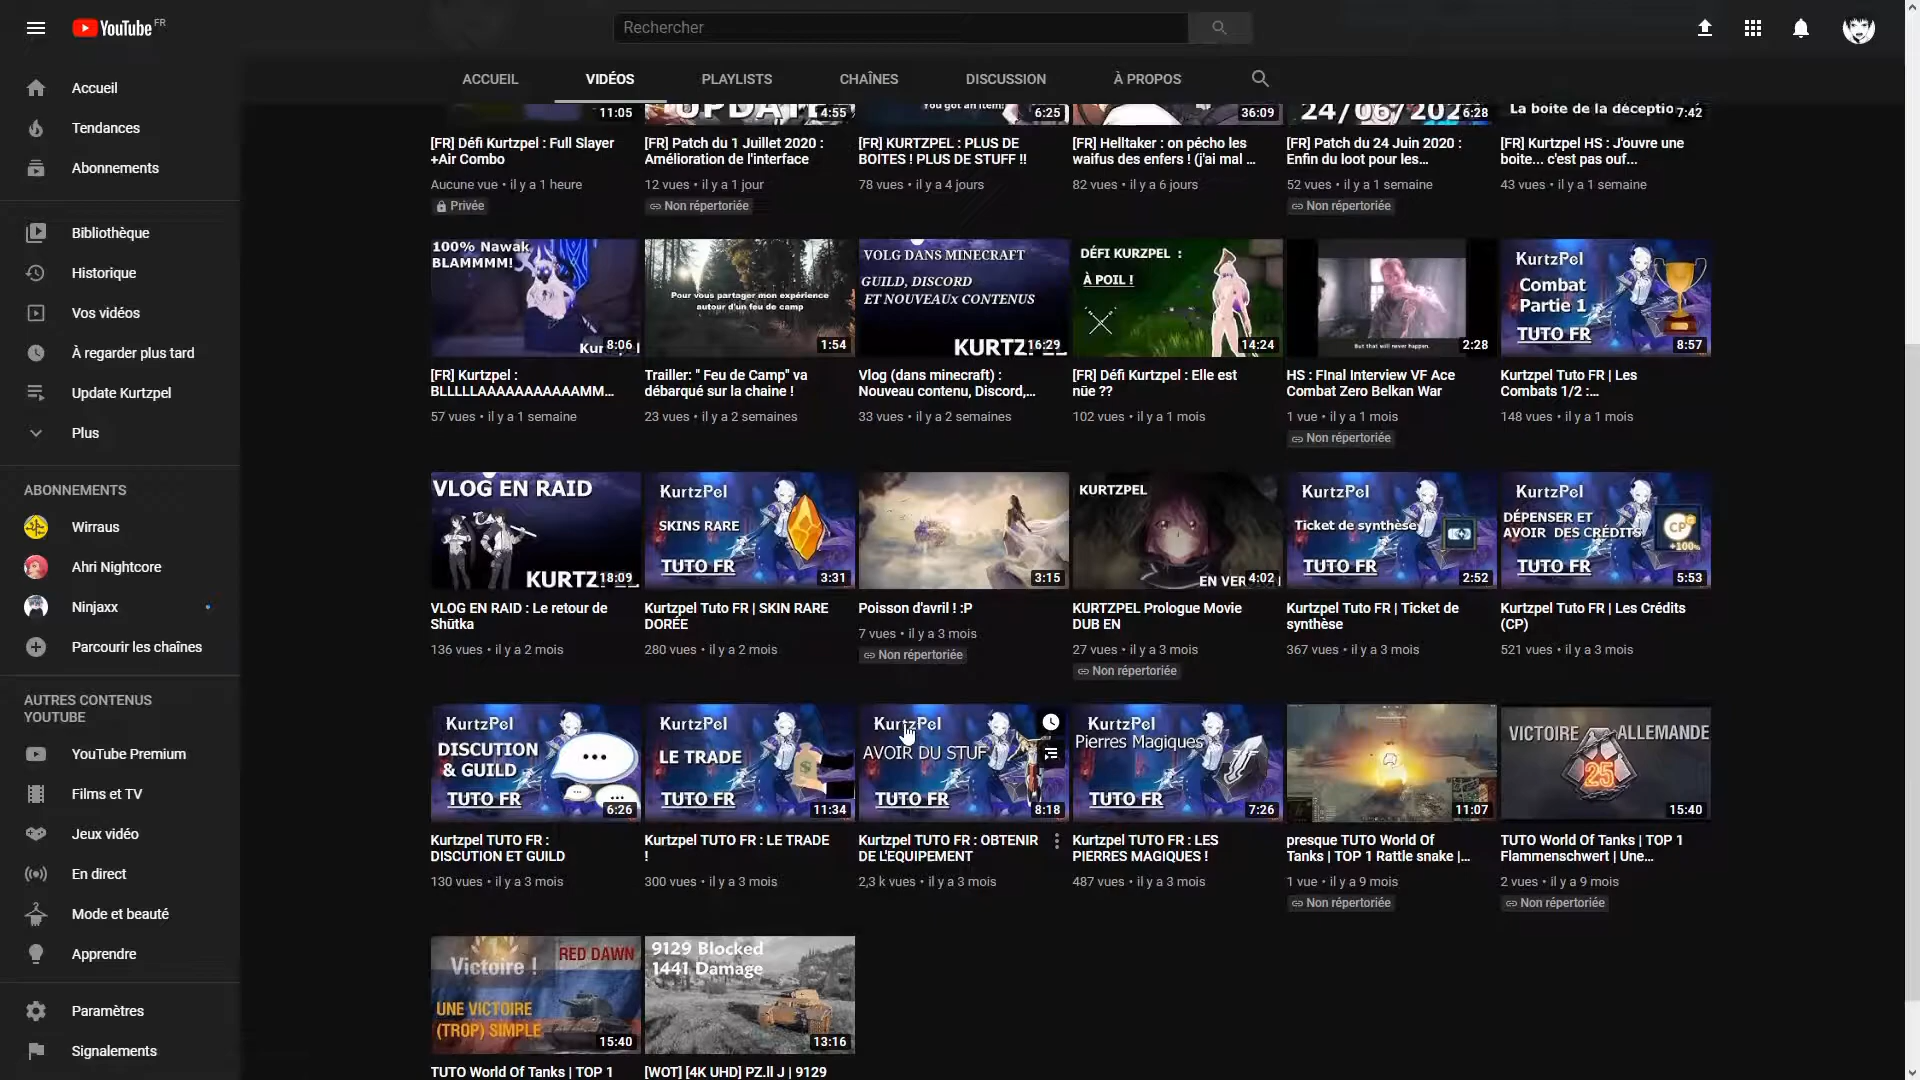 YouTube FR
Rechercher
ACCUEIL
VIDÉOS
PLAYLISTS
CHAÎNES
DISCUSSION
À PROPOS
Accueil
Tendances
Abonnements
Bibliothèque
Historique
Vos vidéos
À regarder plus tard
Update Kurtzpel
Plus
ABONNEMENTS
Wirraus
Ahri Nightcore
Ninjaxx
Parcourir les chaînes
AUTRES CONTENUS
YOUTUBE
YouTube Premium
Films et TV
Jeux vidéo
En direct
Mode et beauté
Apprendre
Paramètres
Signalements
11:05
[FR] Défi Kurtzpel : Full Slayer
+Air Combo
Aucune vue • il y a 1 heure
Privée
UPDATE
4:55
[FR] Patch du 1 Juillet 2020 :
Amélioration de l'interface
12 vues • il y a 1 jour
Non répertoriée
You got an item!
6:25
[FR] KURTZPEL : PLUS DE
BOITES ! PLUS DE STUFF !!
78 vues • il y a 4 jours
36:09
[FR] Helltaker : on pécho les
waifus des enfers ! (j'ai mal ...
82 vues • il y a 6 jours
24/06/202
6:28
[FR] Patch du 24 Juin 2020 :
Enfin du loot pour les...
52 vues • il y a 1 semaine
Non répertoriée
La boite de la déceptio
7:42
[FR] Kurtzpel HS : J'ouvre une
boite... c'est pas ouf...
43 vues • il y a 1 semaine
100% Nawak
BLAMMMM!
Kur
8:06
[FR] Kurtzpel :
BLLLLLAAAAAAAAAAAMM...
57 vues • il y a 1 semaine
Pour vous partager mon expérience
autour d'un feu de camp
1:54
Trailler: " Feu de Camp" va
débarqué sur la chaine !
23 vues • il y a 2 semaines
VOLG DANS MINECRAFT
GUILD, DISCORD
ET NOUVEAUx CONTENUS
KURTZ
16:29
Vlog (dans minecraft) :
Nouveau contenu, Discord,...
33 vues • il y a 2 semaines
DÉFI KURZPEL :
À POIL !
14:24
[FR] Défi Kurtzpel : Elle est
nūe ??
102 vues • il y a 1 mois
But that will never happen.
2:28
HS : FInal Interview VF Ace
Combat Zero Belkan War
1 vue • il y a 1 mois
Non répertoriée
KurtzPel
Combat
Partie 1
TUTO FR
8:57
Kurtzpel Tuto FR | Les
Combats 1/2 :...
148 vues • il y a 1 mois
VLOG EN RAID
KURTZ
18:09
VLOG EN RAID : Le retour de
Shūtka
136 vues • il y a 2 mois
KurtzPel
SKINS RARE
TUTO FR
3:31
Kurtzpel Tuto FR | SKIN RARE
DORÉE
280 vues • il y a 2 mois
3:15
Poisson d'avril ! :P
7 vues • il y a 3 mois
Non répertoriée
KURTZPEL
EN VER
4:02
KURTZPEL Prologue Movie
DUB EN
27 vues • il y a 3 mois
Non répertoriée
KurtzPel
Ticket de synthèse
TUTO FR
2:52
Kurtzpel Tuto FR | Ticket de
synthèse
367 vues • il y a 3 mois
KurtzPel
DÉPENSER ET
AVOIR DES CRÉDITS
CP
+100%
TUTO FR
5:53
Kurtzpel Tuto FR | Les Crédits
(CP)
521 vues • il y a 3 mois
KurtzPel
DISCUTION
& GUILD
TUTO FR
6:26
Kurtzpel TUTO FR :
DISCUTION ET GUILD
130 vues • il y a 3 mois
KurtzPel
LE TRADE
TUTO FR
11:34
Kurtzpel TUTO FR : LE TRADE
!
300 vues • il y a 3 mois
KurtzPel
AVOIR DU STUF
TUTO FR
8:18
Kurtzpel TUTO FR : OBTENIR
DE L'EQUIPEMENT
2,3 k vues • il y a 3 mois
KurtzPel
Pierres Magiques
TUTO FR
7:26
Kurtzpel TUTO FR : LES
PIERRES MAGIQUES !
487 vues • il y a 3 mois
11:07
presque TUTO World Of
Tanks | TOP 1 Rattle snake |...
1 vue • il y a 9 mois
Non répertoriée
VICTOIRE ALLEMANDE
25
15:40
TUTO World Of Tanks | TOP 1
Flammenschwert | Une...
2 vues • il y a 9 mois
Non répertoriée
Victoire !
RED DAWN
UNE VICTOIRE
(TROP) SIMPLE
15:40
TUTO World Of Tanks | TOP 1
9129 Blocked
1441 Damage
13:16
[WOT] [4K UHD] PZ.ll J | 9129